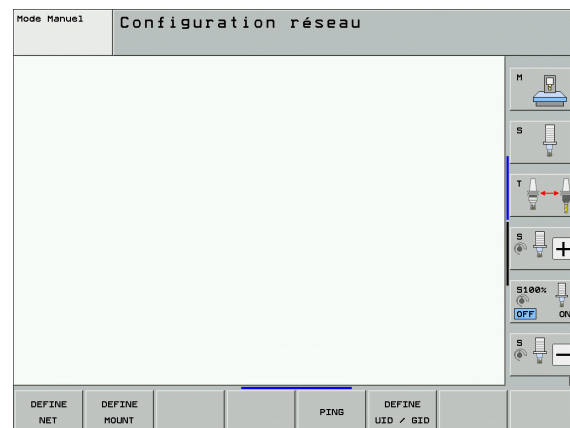 Mode Manuel
Configuration réseau
M
S
T
S
+
S100%
OFF ON
S
−
DEFINE NET
DEFINE MOUNT
PING
DEFINE UID / GID